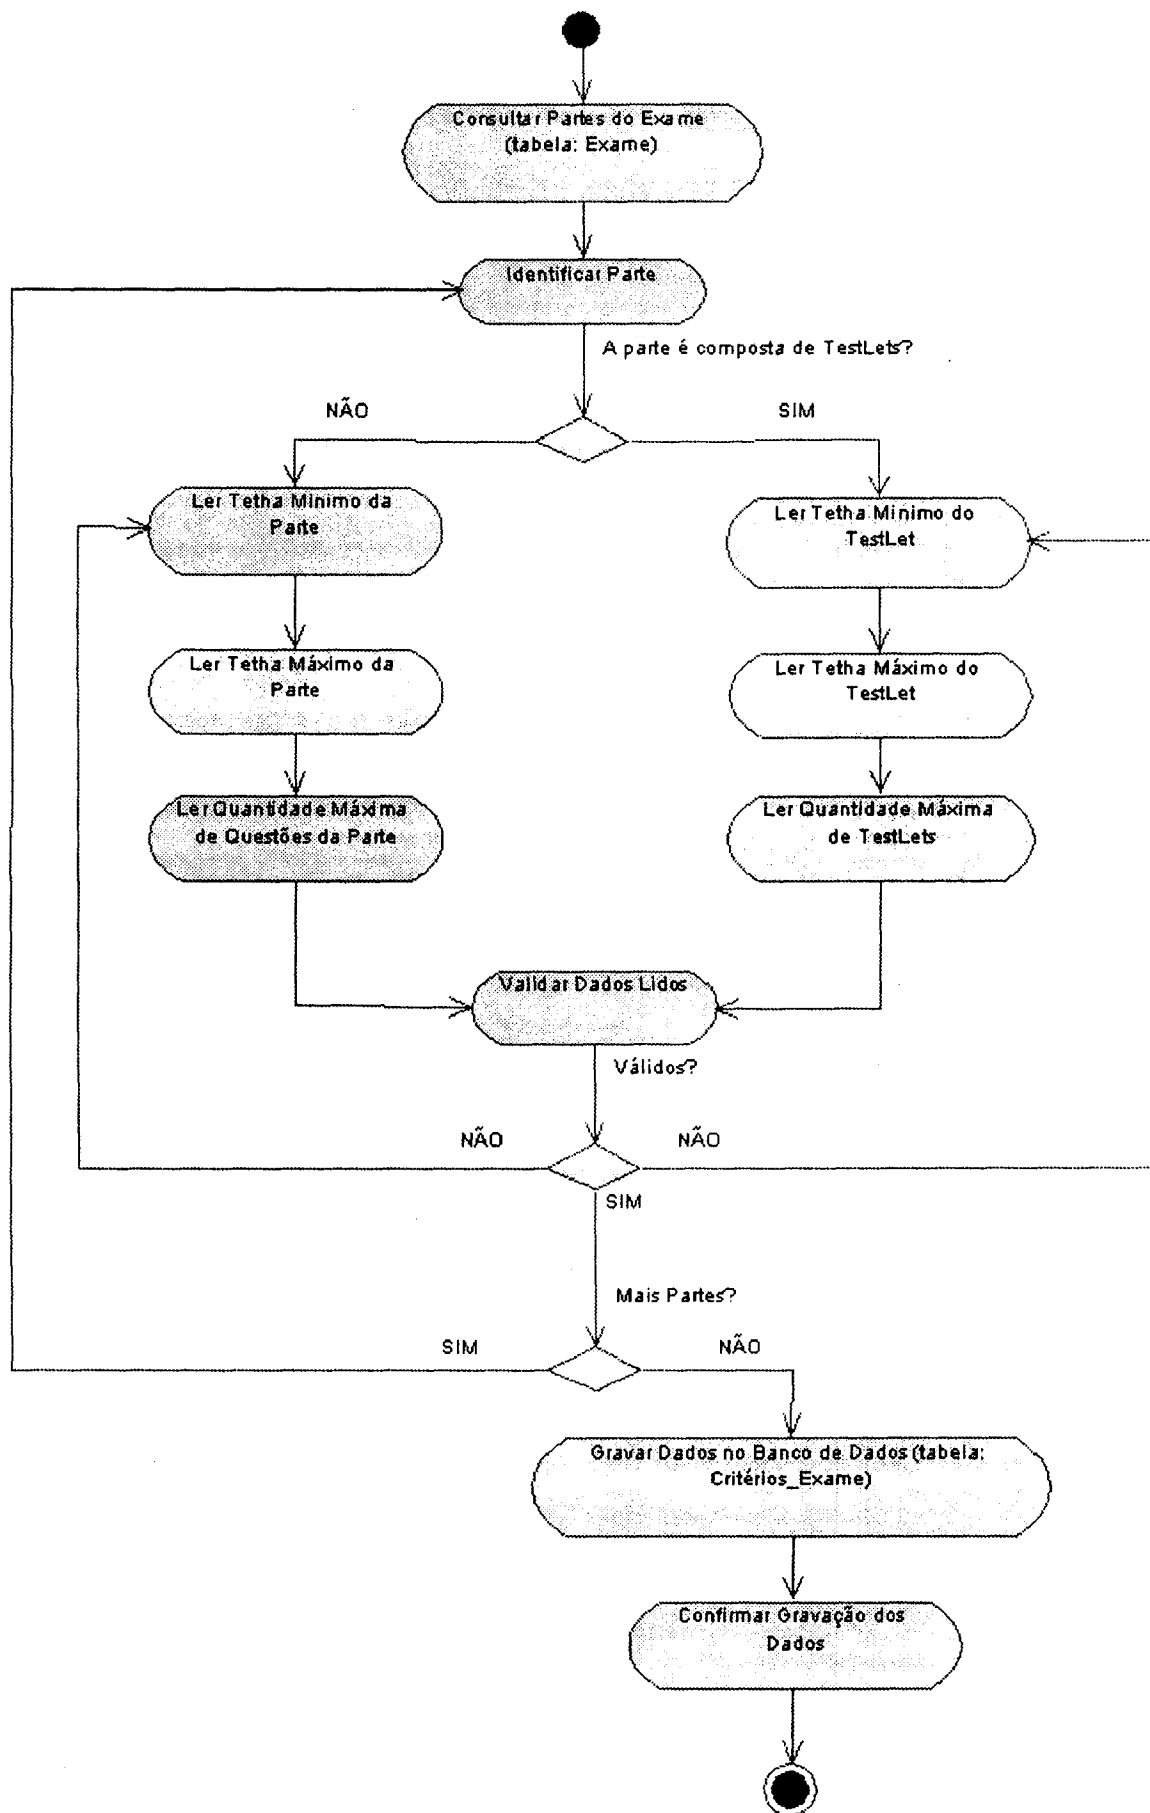 Consultar Partes do Exame
(tabela: Exame)
Identificar Parte
A parte é composta de TestLets?
NÃO
SIM
Ler Tetha Mínimo da
Parte
Ler Tetha Mínimo do
TestLet
Ler Tetha Máximo da
Parte
Ler Tetha Máximo do
TestLet
Ler Quantidade Máxima
de Questões da Parte
Ler Quantidade Máxima
de TestLets
Validar Dados Lidos
Válidos?
NÃO
NÃO
SIM
Mais Partes?
SIM
NÃO
Gravar Dados no Banco de Dados (tabela:
Critérios_Exame)
Confirmar Gravação dos
Dados